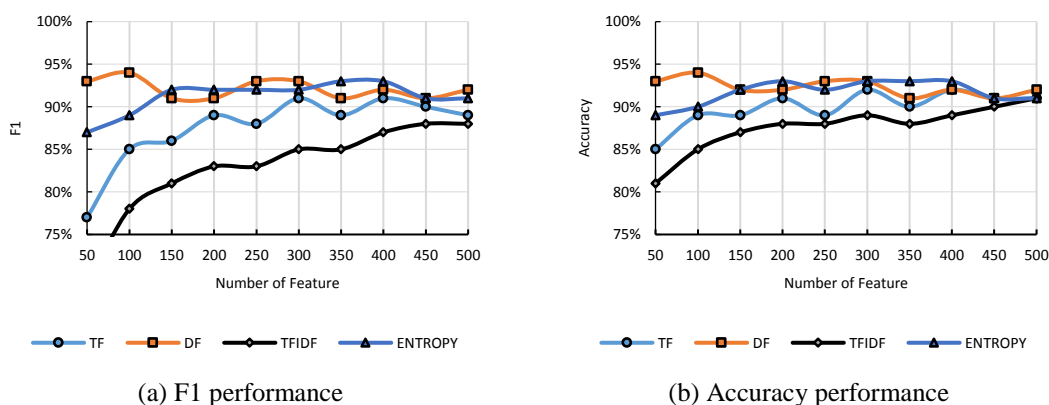 100%
95%
90%
85%
80%
75%
F1
50 100 150 200 250 300 350 400 450 500
Number of Feature
TF DF TFIDF ENTROPY
(a) F1 performance
100%
95%
90%
85%
80%
75%
Accuracy
50 100 150 200 250 300 350 400 450 500
Number of Feature
TF DF TFIDF ENTROPY
(b) Accuracy performance